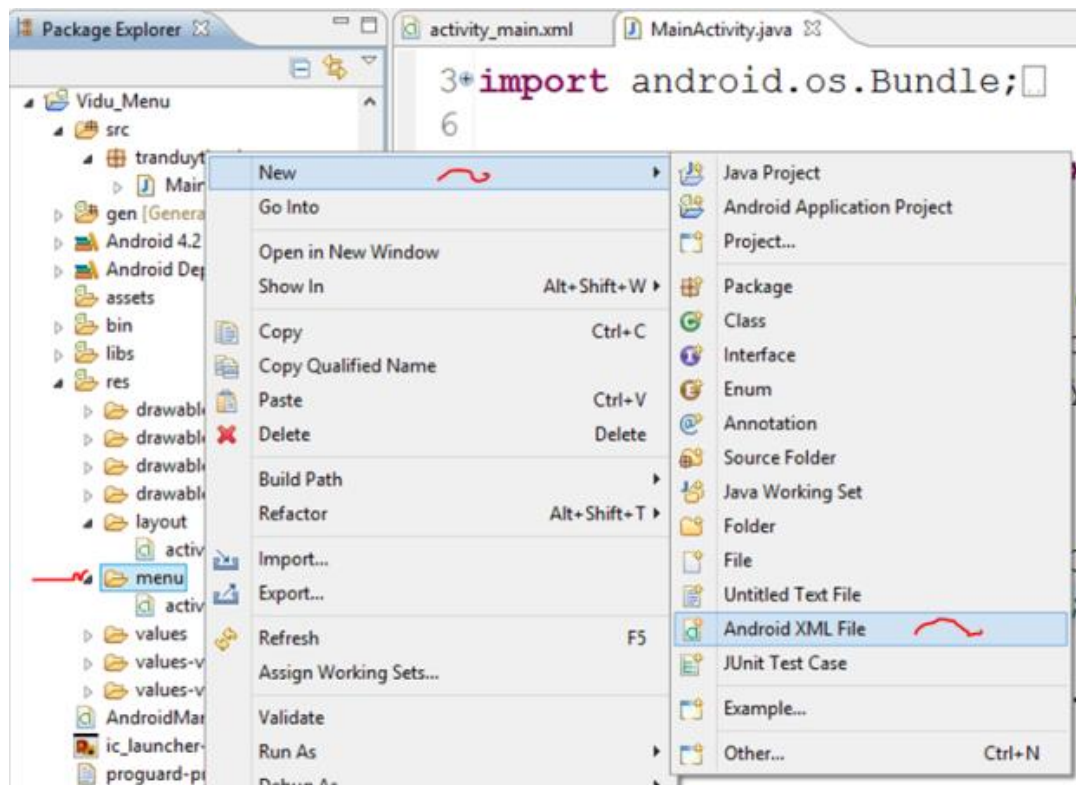 Package Explorer
activity_main.xml
MainActivity.java
3 import android.os.Bundle;
6
Vidu_Menu
src
gen
Android 4.2
Android
assets
bin
libs
res
layout
menu
values
New
Go Into
Open in New Window
Show In Alt+Shift+W
Copy Ctrl+C
Copy Qualified Name
Paste Ctrl+V
Delete Delete
Build Path
Refactor Alt+Shift+T
Import...
Export...
Refresh F5
Assign Working Sets...
Validate
Run As
Debug As
Java Project
Android Application Project
Project...
Package
Class
Interface
Enum
Annotation
Source Folder
Java Working Set
Folder
File
Untitled Text File
Android XML File
JUnit Test Case
Example...
Other... Ctrl+N